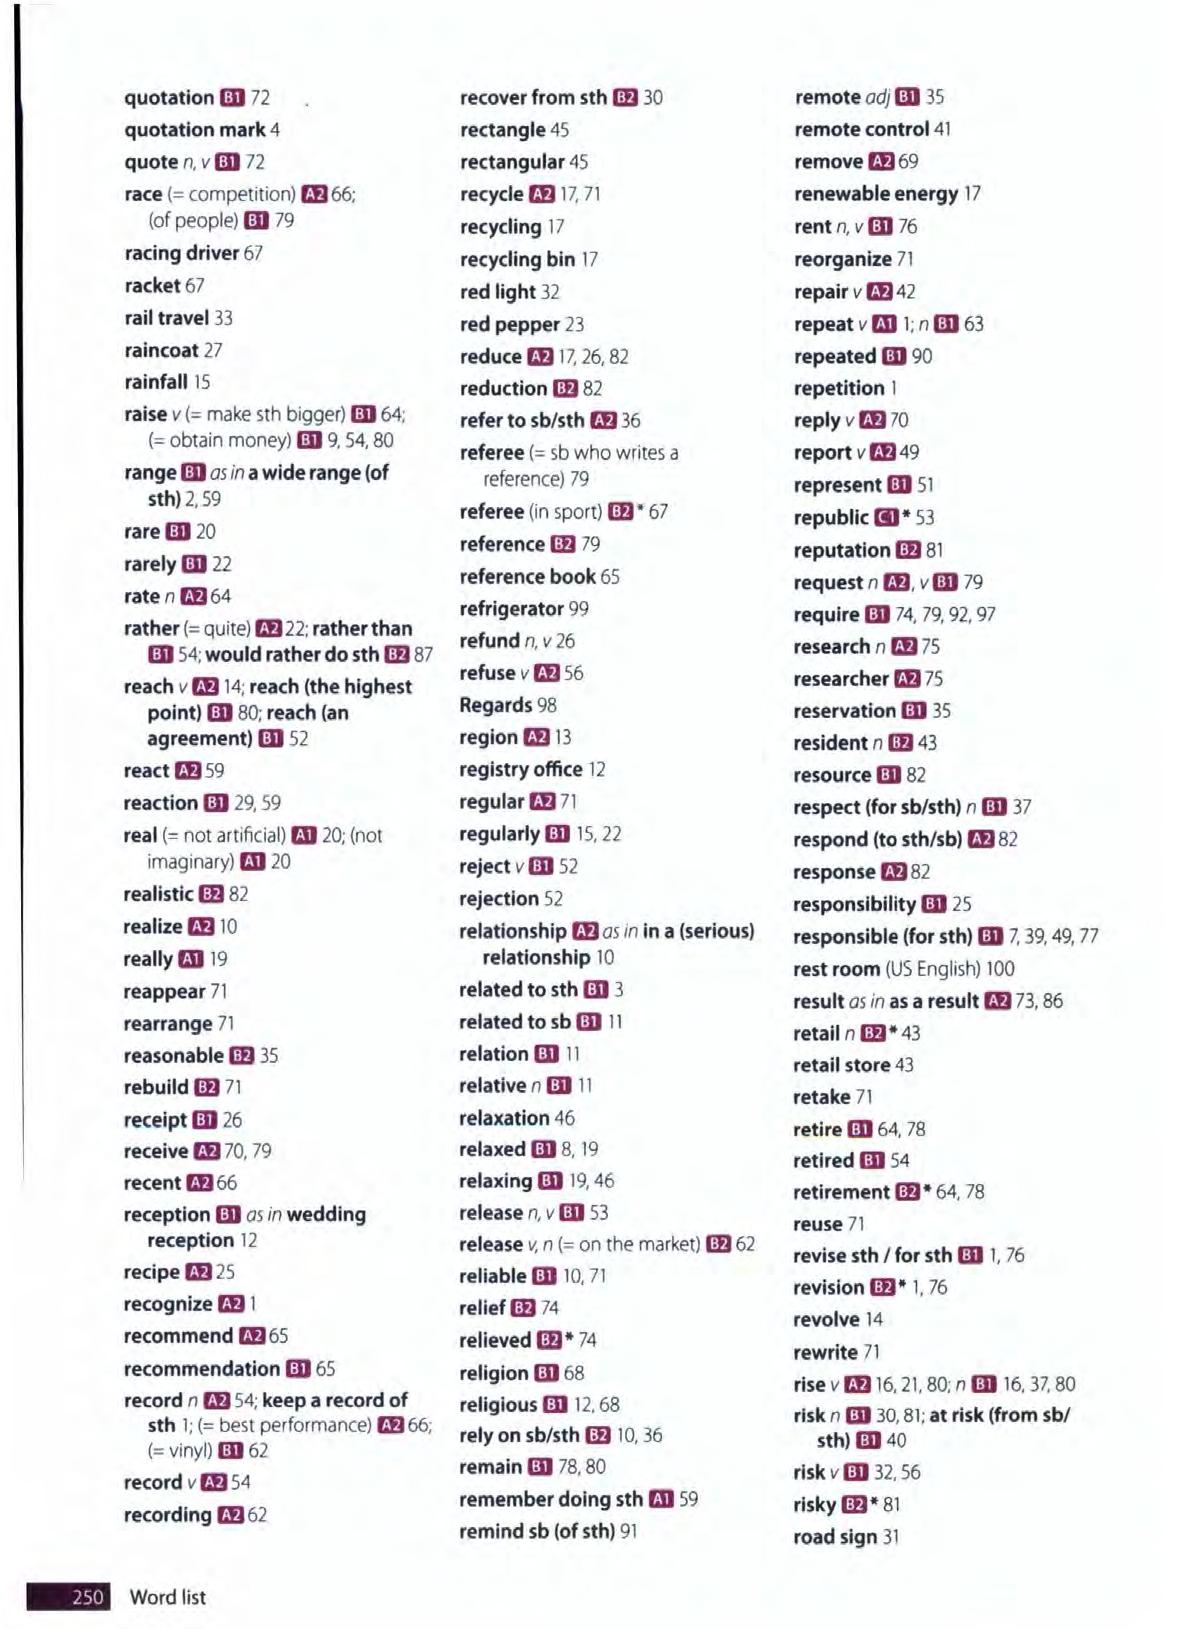 quotation B1 72
quotation mark 4
quote n, v B1 72
race (= competition) A2 66;
(of people) B1 79
racing driver 67
racket 67
rail travel 33
raincoat 27
rainfall 15
raise v (= make sth bigger) B1 64;
(= obtain money) B1 9, 54, 80
range B1 as in a wide range (of
sth) 2, 59
rare B1 20
rarely B1 22
rate n A2 64
rather (= quite) A2 22; rather than
B1 54; would rather do sth B2 87
reach v A2 14; reach (the highest
point) B1 80; reach (an
agreement) B1 52
react A2 59
reaction B1 29, 59
real (= not artificial) A1 20; (not
imaginary) A1 20
realistic B2 82
realize A2 10
really A1 19
reappear 71
rearrange 71
reasonable B2 35
rebuild B2 71
receipt B1 26
receive A2 70, 79
recent A2 66
reception B1 as in wedding
reception 12
recipe A2 25
recognize A2 1
recommend A2 65
recommendation B1 65
record n A2 54; keep a record of
sth 1; (= best performance) A2 66;
(= vinyl) B1 62
record v A2 54
recording A2 62
recover from sth B2 30
rectangle 45
rectangular 45
recycle A2 17, 71
recycling 17
recycling bin 17
red light 32
red pepper 23
reduce A2 17, 26, 82
reduction B2 82
refer to sb/sth A2 36
referee (= sb who writes a
reference) 79
referee (in sport) B2* 67
reference B2 79
reference book 65
refrigerator 99
refund n, v 26
refuse v A2 56
Regards 98
region A2 13
registry office 12
regular A2 71
regularly B1 15, 22
reject v B1 52
rejection 52
relationship A2 as in in a (serious)
relationship 10
related to sth B1 3
related to sb B1 11
relation B1 11
relative n B1 11
relaxation 46
relaxed B1 8, 19
relaxing B1 19, 46
release n, v B1 53
release v, n (= on the market) B2 62
reliable B1 10, 71
relief B2 74
relieved B2* 74
religion B1 68
religious B1 12, 68
rely on sb/sth B2 10, 36
remain B1 78, 80
remember doing sth A1 59
remind sb (of sth) 91
remote adj B1 35
remote control 41
remove A2 69
renewable energy 17
rent n, v B1 76
reorganize 71
repair v A2 42
repeat v A1 1; n B1 63
repeated B1 90
repetition 1
reply v A2 70
report v A2 49
represent B1 51
republic C1* 53
reputation B2 81
request n A2, v B1 79
require B1 74, 79, 92, 97
research n A2 75
researcher A2 75
reservation B1 35
resident n B2 43
resource B1 82
respect (for sb/sth) n B1 37
respond (to sth/sb) A2 82
response A2 82
responsibility B1 25
responsible (for sth) B1 7, 39, 49, 77
rest room (US English) 100
result as in as a result A2 73, 86
retail n B2* 43
retail store 43
retake 71
retire B1 64, 78
retired B1 54
retirement B2* 64, 78
reuse 71
revise sth / for sth B1 1, 76
revision B2* 1, 76
revolve 14
rewrite 71
rise v A2 16, 21, 80; n B1 16, 37, 80
risk n B1 30, 81; at risk (from sb/
sth) B1 40
risk v B1 32, 56
risky B2* 81
road sign 31
250 Word list